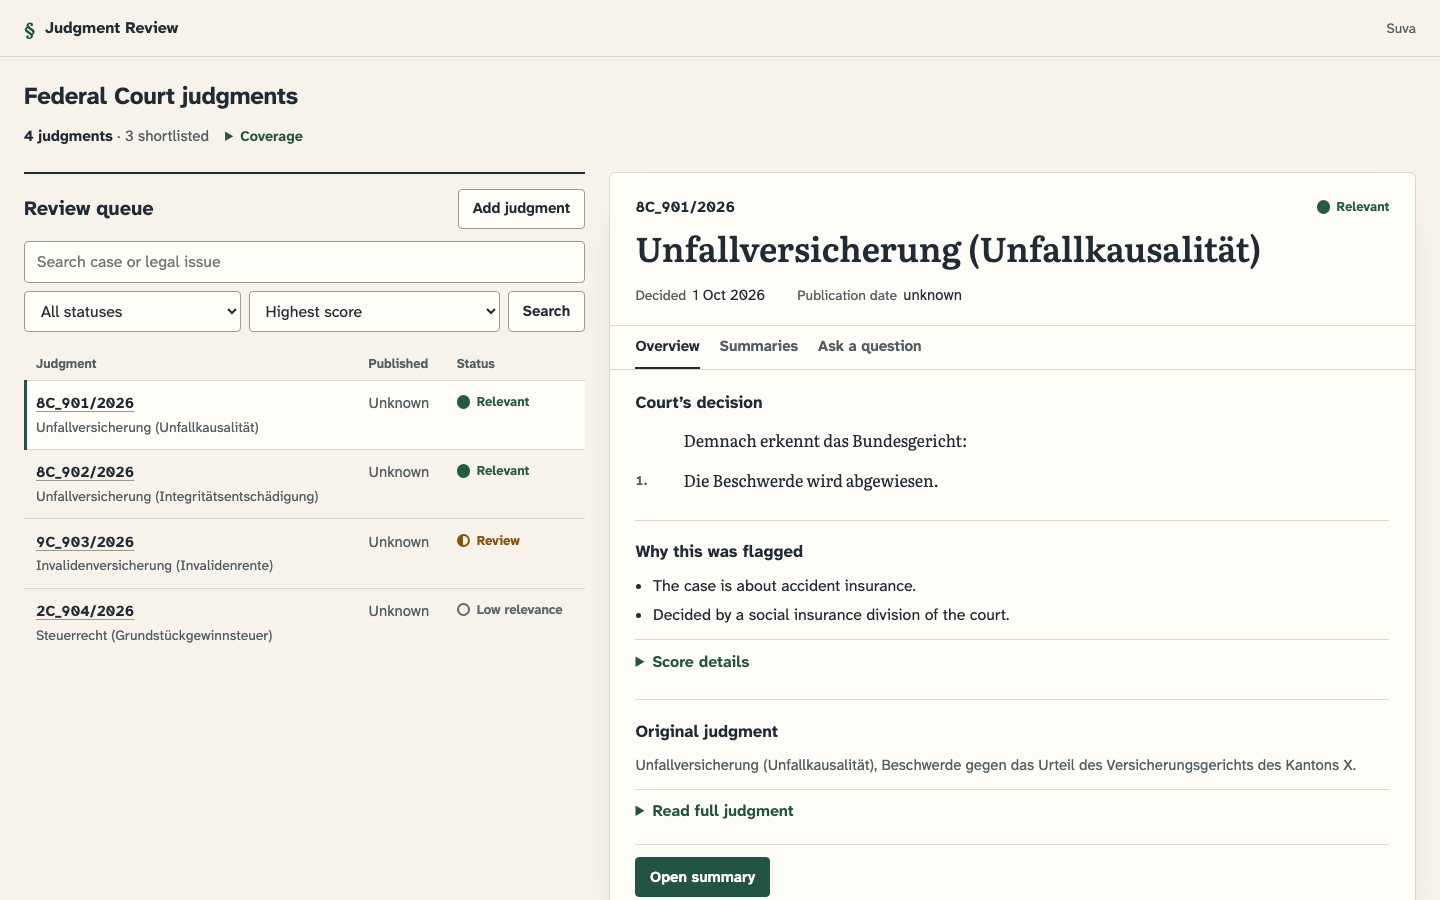 § Judgment Review
Suva
Federal Court judgments
4 judgments · 3 shortlisted ▶ Coverage
Review queue
Add judgment
Search case or legal issue
All statuses
Highest score
Search
Judgment Published Status
8C_901/2026 Unknown Relevant
Unfallversicherung (Unfallkausalität)
8C_902/2026 Unknown Relevant
Unfallversicherung (Integritätsentschädigung)
9C_903/2026 Unknown Review
Invalidenversicherung (Invalidenrente)
2C_904/2026 Unknown Low relevance
Steuerrecht (Grundstückgewinnsteuer)
8C_901/2026 Relevant
Unfallversicherung (Unfallkausalität)
Decided 1 Oct 2026 Publication date unknown
Overview Summaries Ask a question
Court’s decision
Demnach erkennt das Bundesgericht:
1. Die Beschwerde wird abgewiesen.
Why this was flagged
• The case is about accident insurance.
• Decided by a social insurance division of the court.
▶ Score details
Original judgment
Unfallversicherung (Unfallkausalität), Beschwerde gegen das Urteil des Versicherungsgerichts des Kantons X.
▶ Read full judgment
Open summary